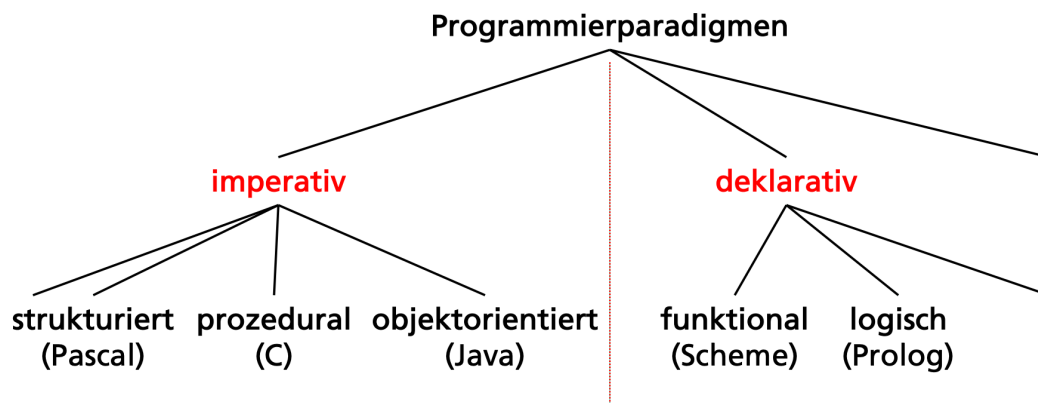 Programmierparadigmen
imperativ
deklarativ
strukturiert prozedural objektorientiert funktional logisch
(Pascal) (C) (Java) (Scheme) (Prolog)